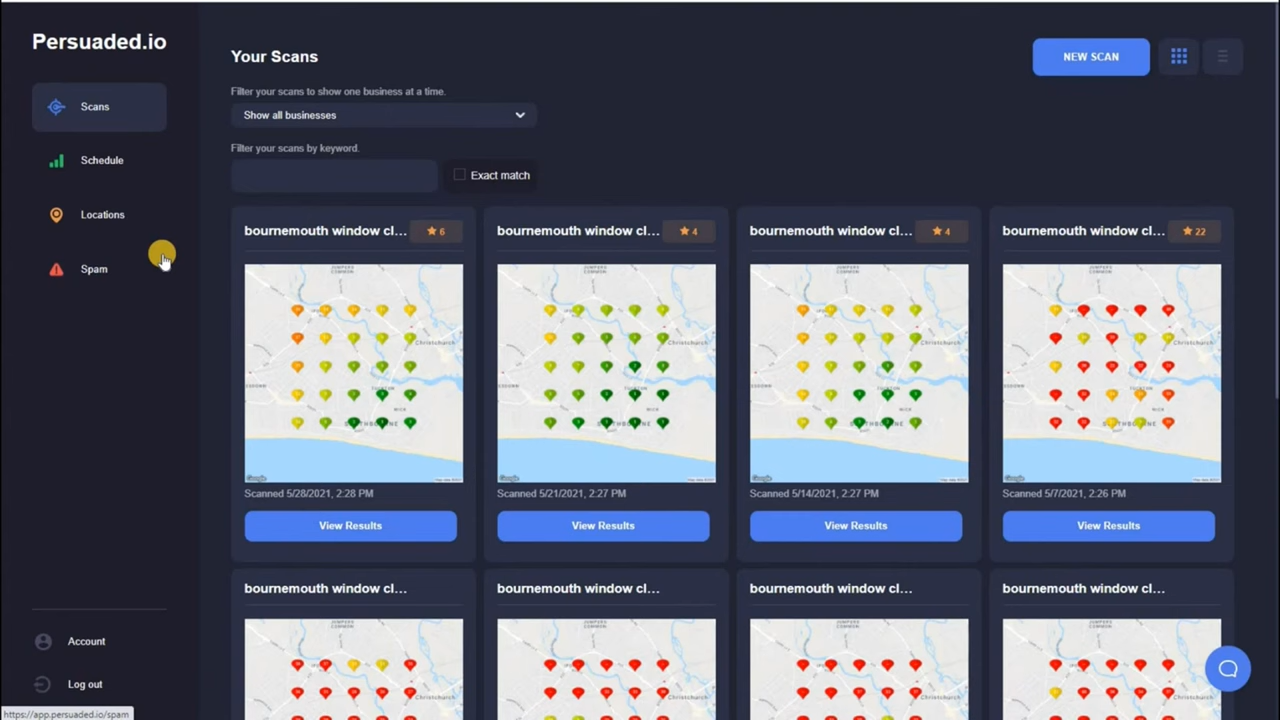 Persuaded.io
Scans
Schedule
Locations
Spam
Account
Log out
https://app.persuaded.io/spam
Your Scans
NEW SCAN
Filter your scans to show one business at a time.
Show all businesses
Filter your scans by keyword.
Exact match
bournemouth window cl... 6
bournemouth window cl... 4
bournemouth window cl... 4
bournemouth window cl... 22
Christchurch
Christchurch
Christchurch
Christchurch
Scanned 5/28/2021, 2:28 PM
Scanned 5/21/2021, 2:27 PM
Scanned 5/14/2021, 2:27 PM
Scanned 5/7/2021, 2:26 PM
View Results
View Results
View Results
View Results
bournemouth window cl...
bournemouth window cl...
bournemouth window cl...
bournemouth window cl...